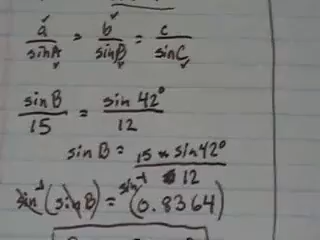 a/sinA = b/sinB = c/sinC
sinB/15 = sin 42°/12
sin B = 15 * sin 42°/12
sin⁻¹(sin B) = sin⁻¹(0.8364)